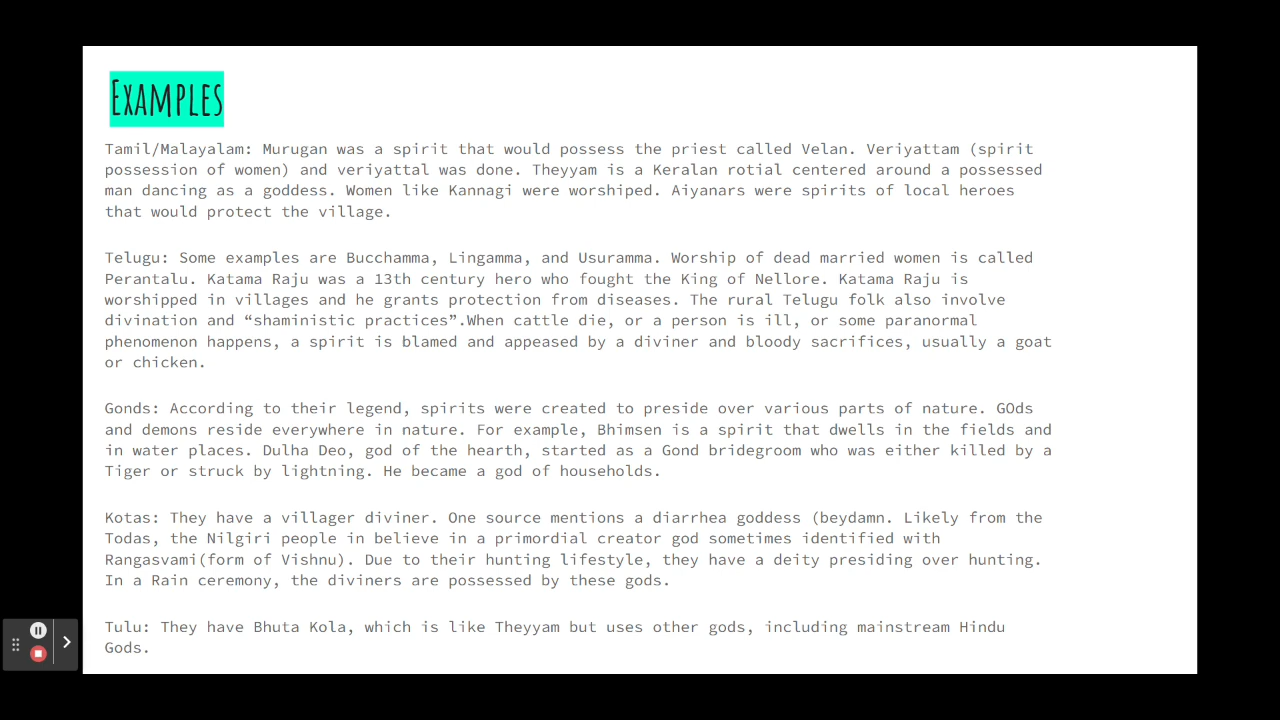 Examples
Tamil/Malayalam: Murugan was a spirit that would possess the priest called Velan. Veriyattam (spirit
possession of women) and veriyattal was done. Theyyam is a Keralan rotial centered around a possessed
man dancing as a goddess. Women like Kannagi were worshiped. Aiyanars were spirits of local heroes
that would protect the village.
Telugu: Some examples are Bucchamma, Lingamma, and Usuramma. Worship of dead married women is called
Perantalu. Katama Raju was a 13th century hero who fought the King of Nellore. Katama Raju is
worshipped in villages and he grants protection from diseases. The rural Telugu folk also involve
divination and “shaministic practices”.When cattle die, or a person is ill, or some paranormal
phenomenon happens, a spirit is blamed and appeased by a diviner and bloody sacrifices, usually a goat
or chicken.
Gonds: According to their legend, spirits were created to preside over various parts of nature. GOds
and demons reside everywhere in nature. For example, Bhimsen is a spirit that dwells in the fields and
in water places. Dulha Deo, god of the hearth, started as a Gond bridegroom who was either killed by a
Tiger or struck by lightning. He became a god of households.
Kotas: They have a villager diviner. One source mentions a diarrhea goddess (beydamn. Likely from the
Todas, the Nilgiri people in believe in a primordial creator god sometimes identified with
Rangasvami(form of Vishnu). Due to their hunting lifestyle, they have a deity presiding over hunting.
In a Rain ceremony, the diviners are possessed by these gods.
Tulu: They have Bhuta Kola, which is like Theyyam but uses other gods, including mainstream Hindu
Gods.